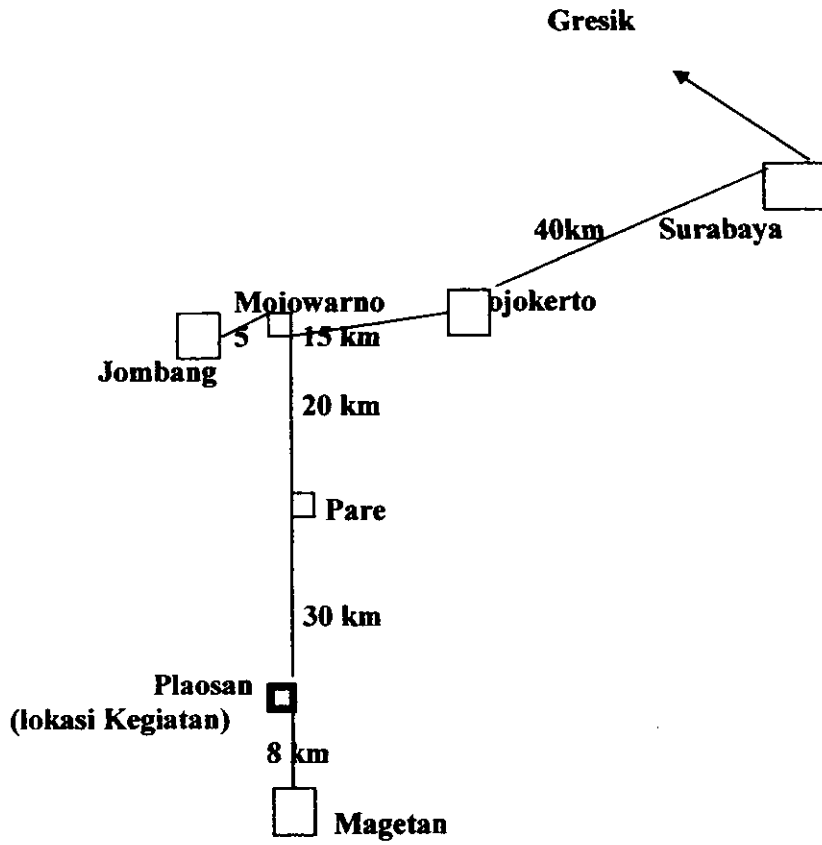 Gresik
40km
Surabaya
Mojowarno
ojokerto
5
15 km
Jombang
20 km
Pare
30 km
Plaosan
(lokasi Kegiatan)
8 km
Magetan